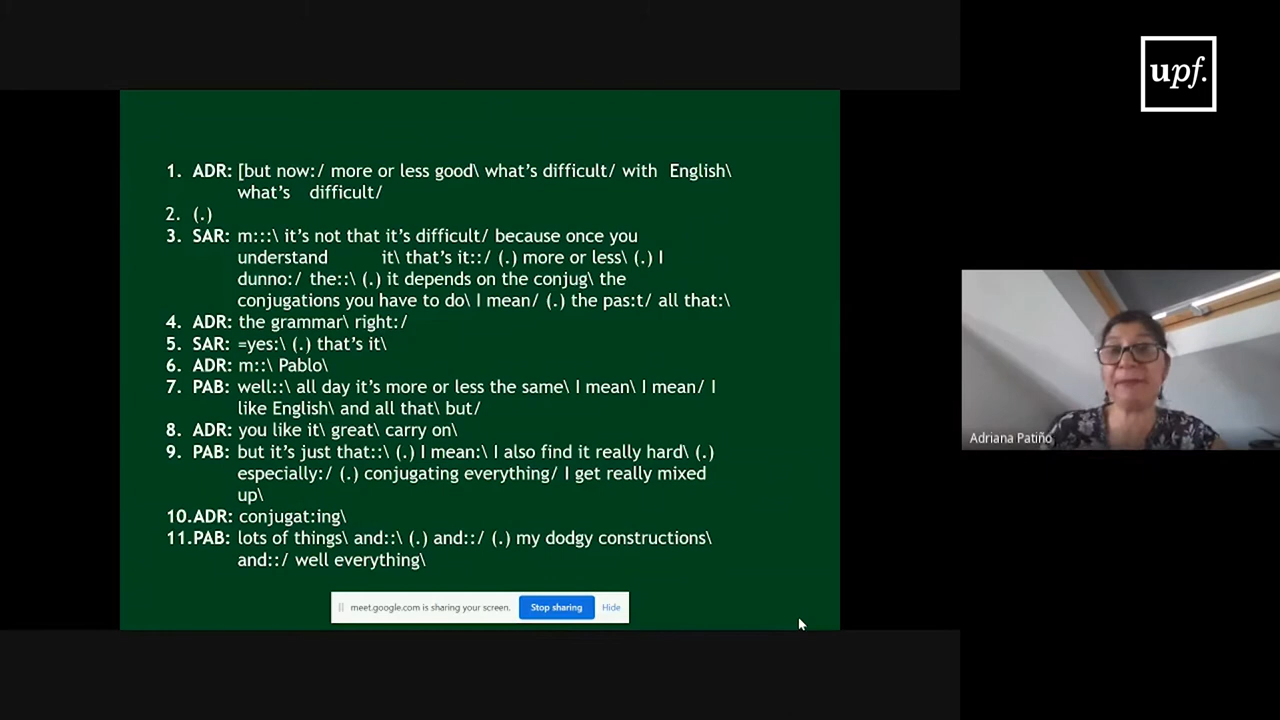 upf.
1. ADR: [but now:/ more or less good\ what's difficult/ with English\
what's difficult/
2. (.)
3. SAR: m:::\ it's not that it's difficult/ because once you
understand it\ that's it::/ (.) more or less\ (.) I
dunno:/ the::\ (.) it depends on the conjug\ the
conjugations you have to do\ I mean/ (.) the pas:t/ all that:\
4. ADR: the grammar\ right:/
5. SAR: =yes:\ (.) that's it\
6. ADR: m::\ Pablo\
7. PAB: well::\ all day it's more or less the same\ I mean\ I mean/ I
like English\ and all that\ but/
8. ADR: you like it\ great\ carry on\
9. PAB: but it's just that::\ (.) I mean:\ I also find it really hard\ (.)
especially:/ (.) conjugating everything/ I get really mixed
up\
10.ADR: conjugat:ing\
11.PAB: lots of things\ and::\ (.) and::/ (.) my dodgy constructions\
and::/ well everything\
meet.google.com is sharing your screen. Stop sharing Hide
Adriana Patiño